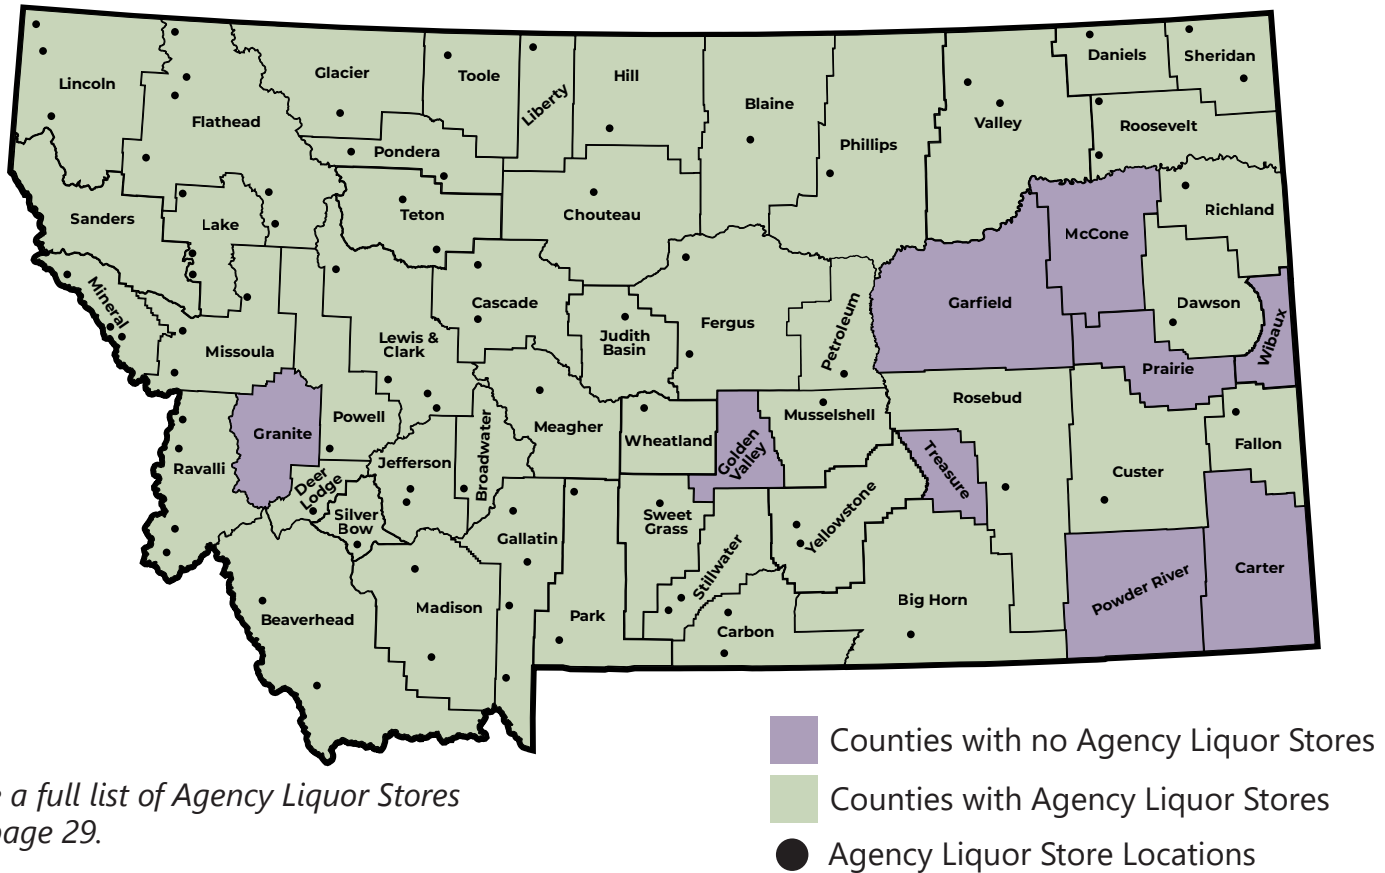 Lincoln
Flathead
Glacier
Toole
Liberty
Hill
Blaine
Phillips
Valley
Daniels
Sheridan
Roosevelt
Pondera
Teton
Chouteau
Sanders
Lake
McCone
Richland
Mineral
Missoula
Lewis &
Clark
Cascade
Judith
Basin
Fergus
Petroleum
Garfield
Dawson
Wibaux
Prairie
Granite
Powell
Ravalli
Deer
Lodge
Silver
Bow
Jefferson
Broadwater
Meagher
Wheatland
Golden
Valley
Musselshell
Rosebud
Treasure
Custer
Fallon
Gallatin
Sweet
Grass
Stillwater
Yellowstone
Beaverhead
Madison
Park
Carbon
Big Horn
Powder River
Carter
Counties with no Agency Liquor Stores
Counties with Agency Liquor Stores
Agency Liquor Store Locations
a full list of Agency Liquor Stores
page 29.